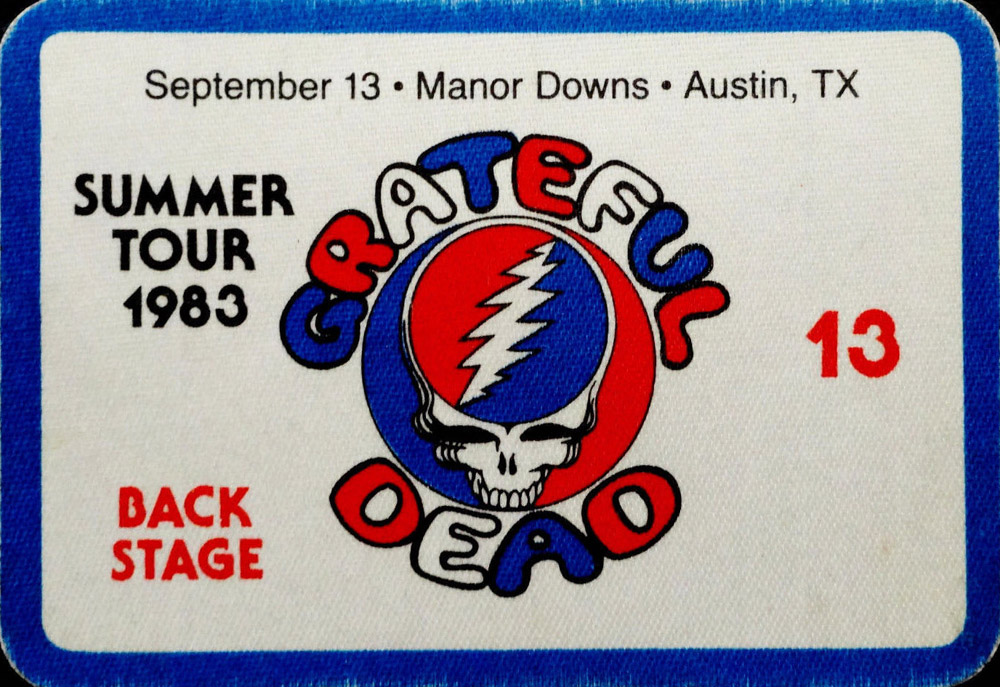 September 13 • Manor Downs • Austin, TX
SUMMER
TOUR
1983
GRATEFUL
DEAD
13
BACK
STAGE